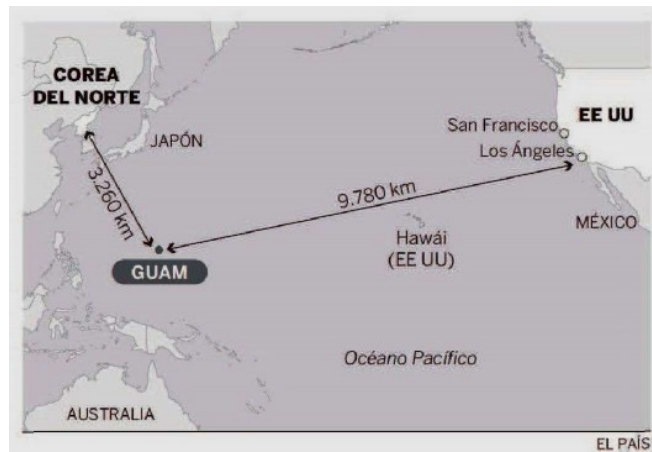 COREA
DEL NORTE
JAPÓN
3.260 km
GUAM
9.780 km
San Francisco
Los Ángeles
EE UU
MÉXICO
Hawái
(EE UU)
Océano Pacífico
AUSTRALIA
EL PAÍS